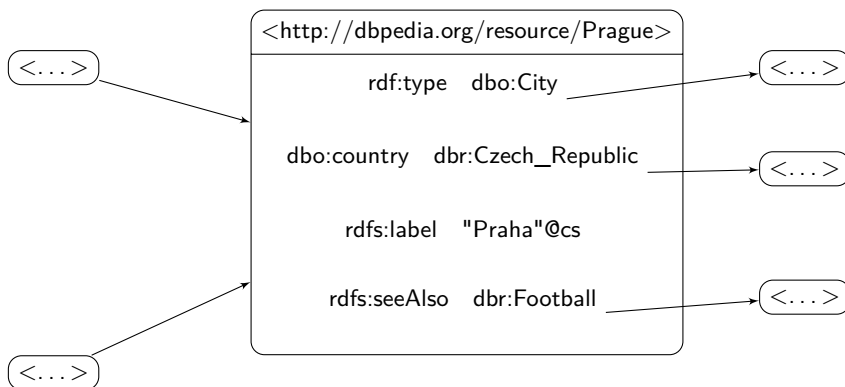 <http://dbpedia.org/resource/Prague>
<...>
rdf:type dbo:City
<...>
dbo:country dbr:Czech_Republic
<...>
rdfs:label "Praha"@cs
rdfs:seeAlso dbr:Football
<...>
<...>